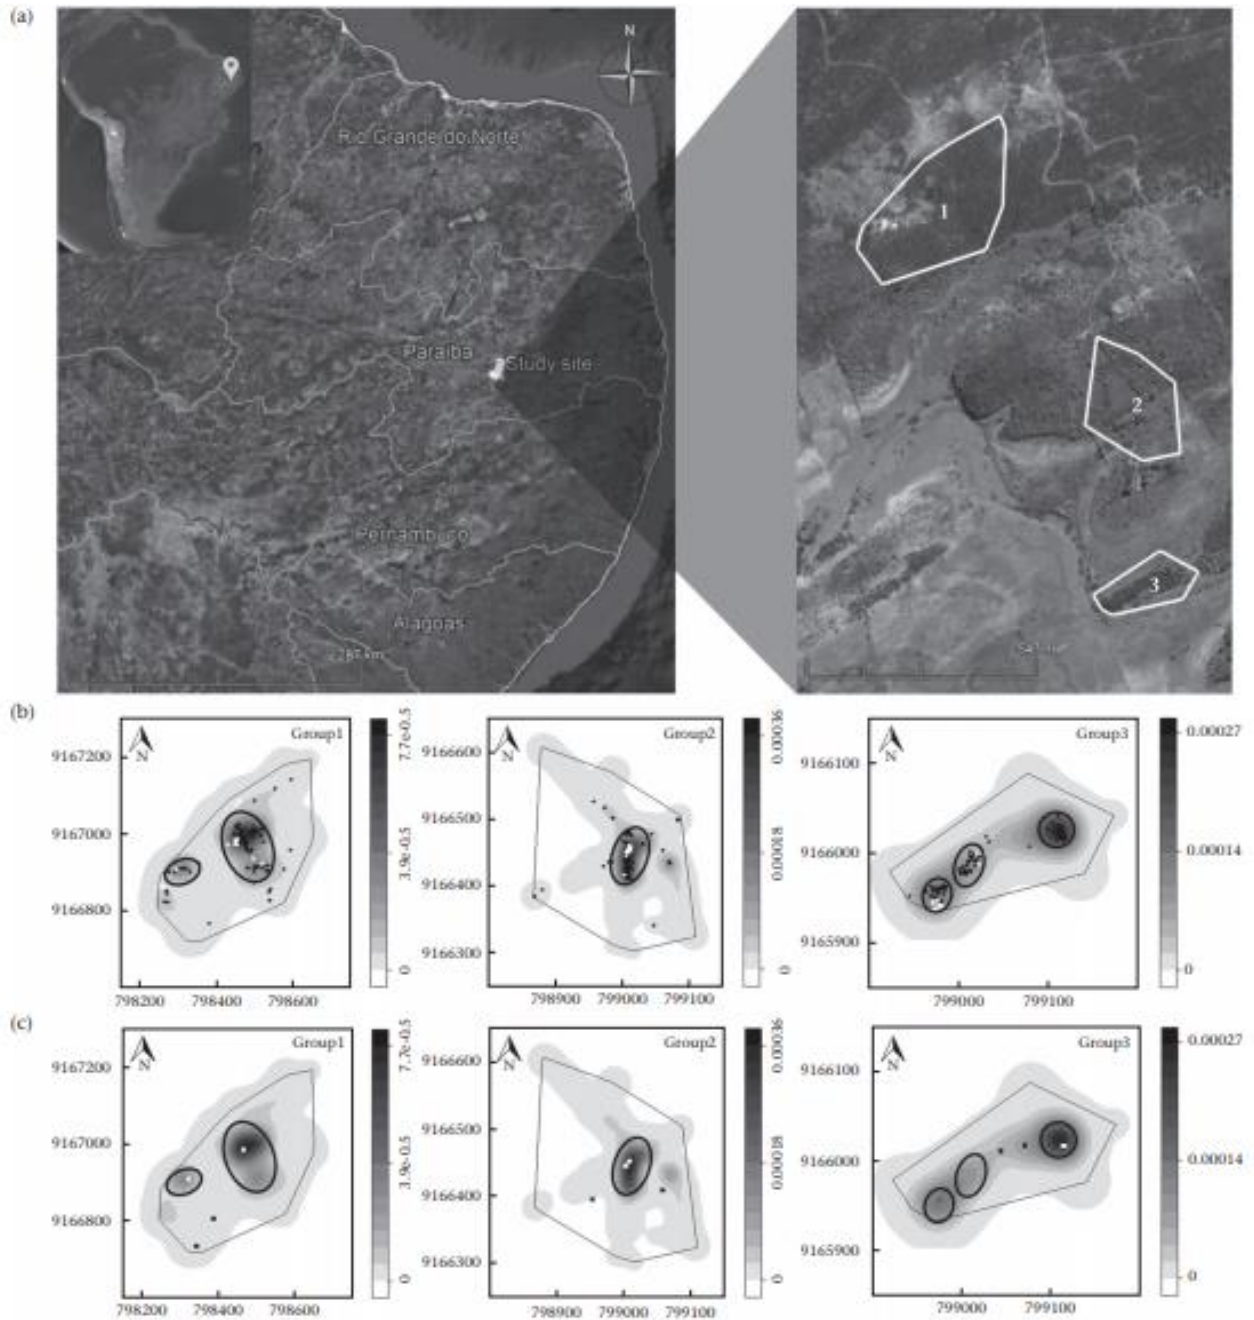 (a)
N
Rio Grande do Norte
1
Paraíba
Study site
2
Pernambuco
3
Alagoas
287 km
(b)
Group1
N
9167200
9167000
9166800
798200 798400 798600
7.7e-0.5
3.9e-0.5
0
Group2
N
9166600
9166500
9166400
9166300
798900 799000 799100
0.00036
0.00018
0
Group3
N
9166100
9166000
9165900
799000 799100
0.00027
0.00014
0
(c)
Group1
N
9167200
9167000
9166800
798200 798400 798600
7.7e-0.5
3.9e-0.5
0
Group2
N
9166600
9166500
9166400
9166300
798900 799000 799100
0.00036
0.00018
0
Group3
N
9166100
9166000
9165900
799000 799100
0.00027
0.00014
0